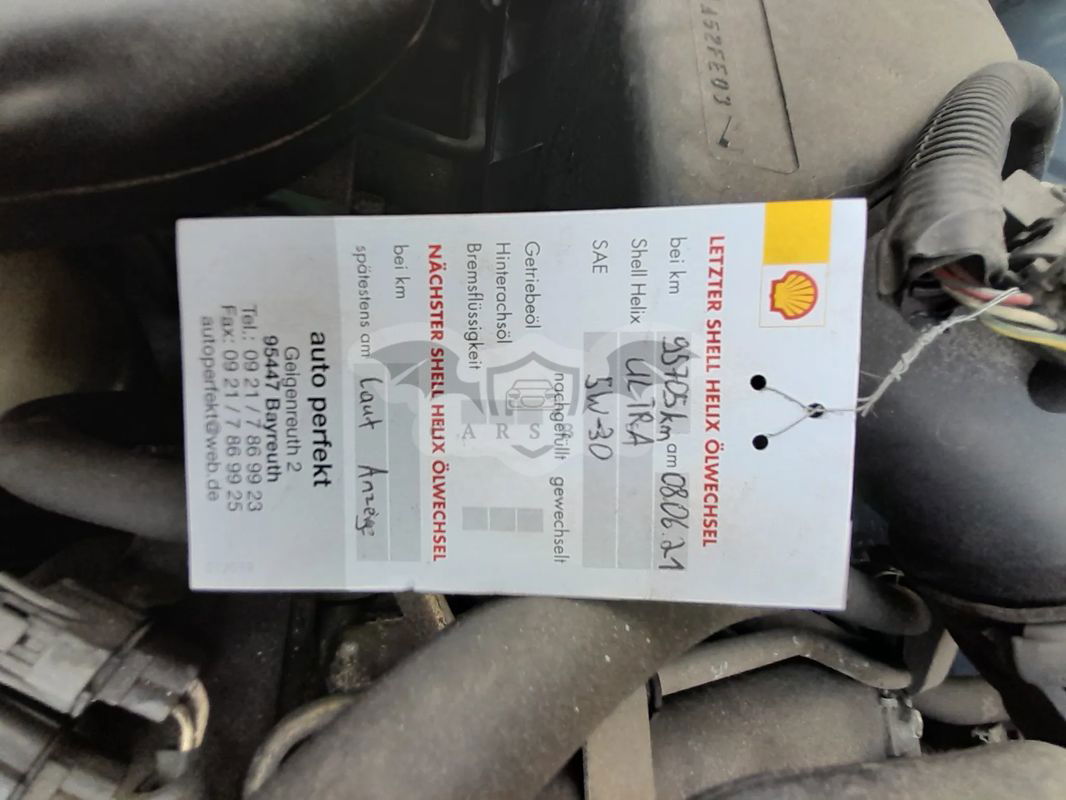 LETZTER SHELL HELIX ÖLWECHSEL
bei km 95705km am 08.06.21
Shell Helix ULTRA
SAE 5W-30
nachgefüllt gewechselt
Getriebeöl
Hinterachsöl
Bremsflüssigkeit
NÄCHSTER SHELL HELIX ÖLWECHSEL
bei km
spätestens am Laut Anzeige
auto perfekt
Geigenreuth 2
95447 Bayreuth
Tel.: 09 21 / 7 86 99 23
Fax: 09 21 / 7 86 99 25
autoperfekt@web.de
ARS